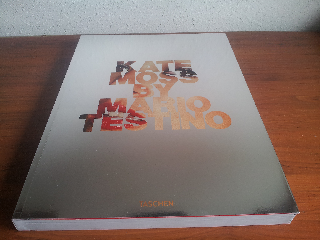 KATE
MOSS
BY
MARIO
TESTINO
TASCHEN